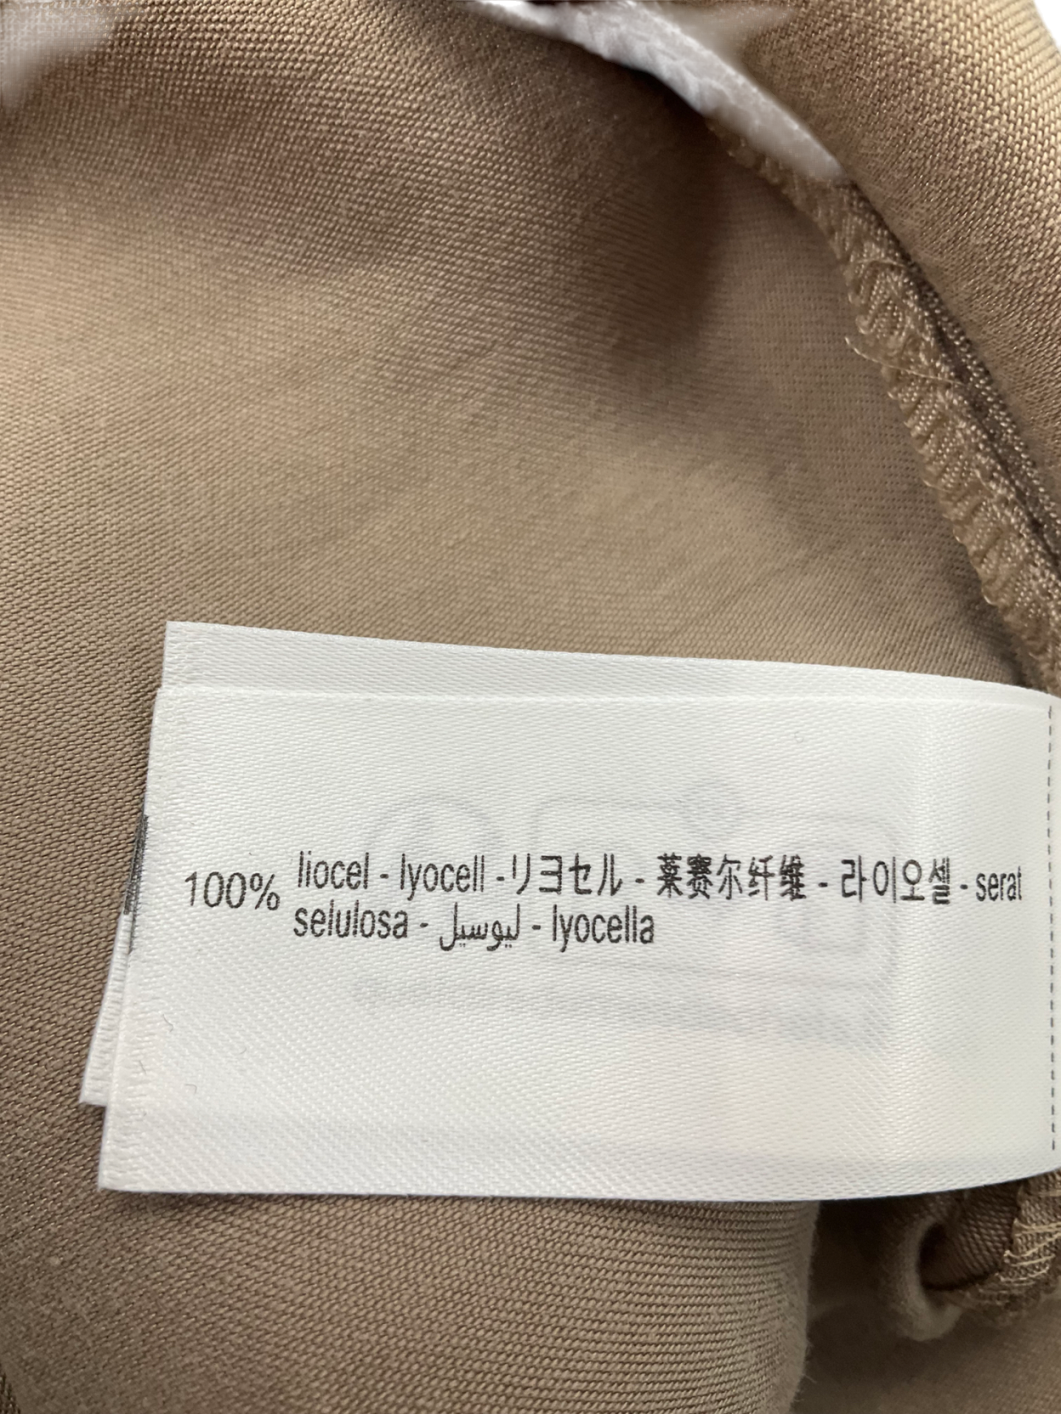 100% liocel - lyocell - リヨセル - 莱赛尔纤维 - 라이오셀 - serat
selulosa - ليوسيل - lyocella